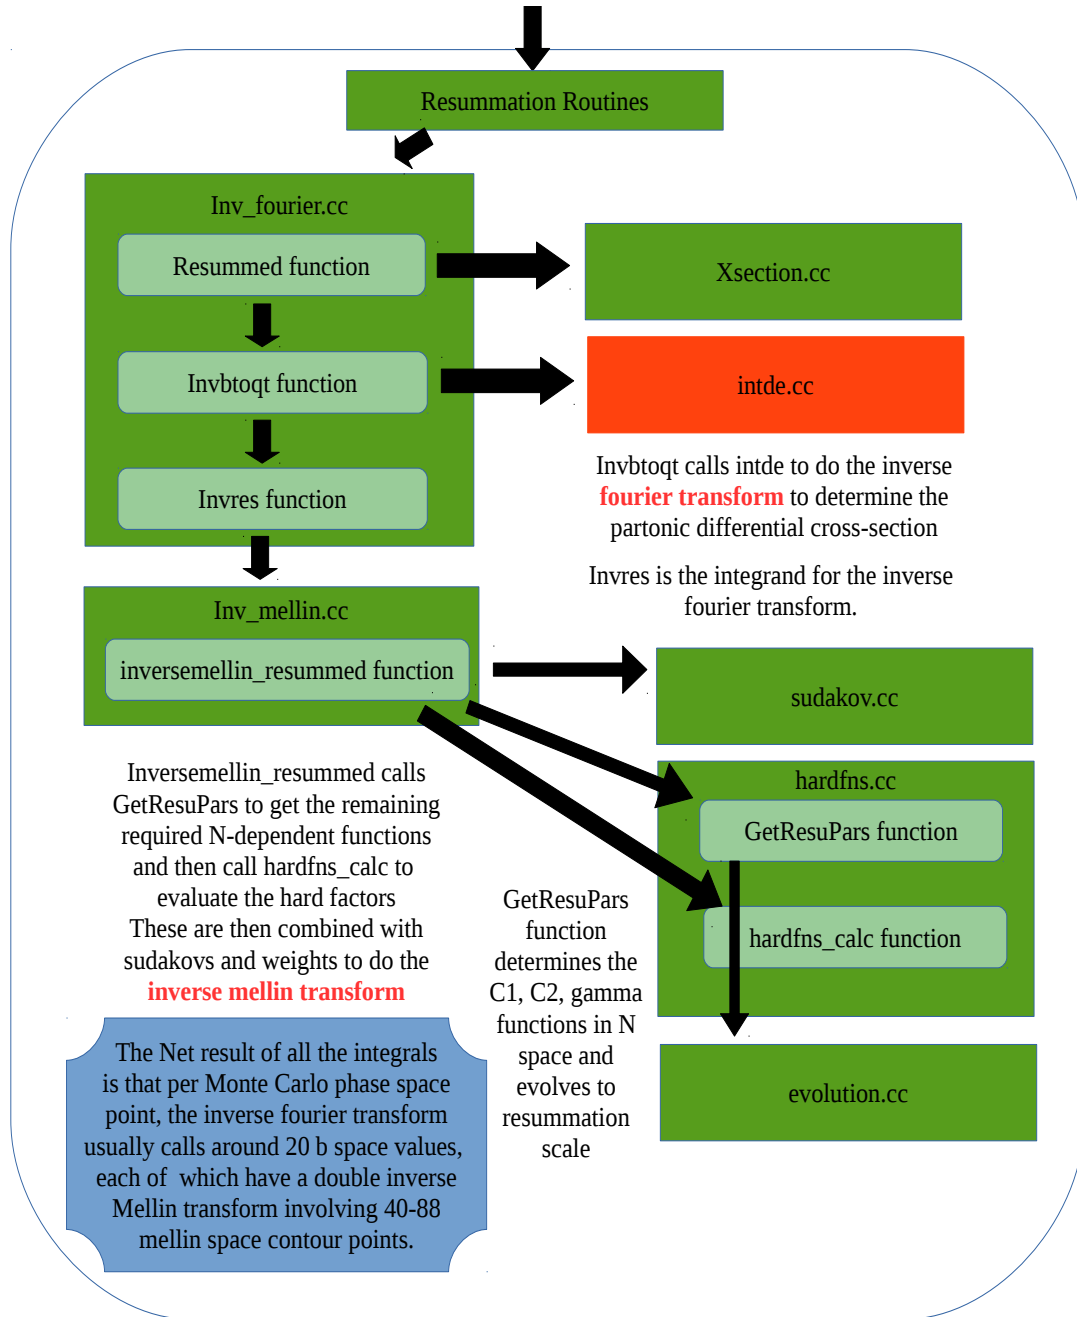 Resummation Routines
Inv_fourier.cc
Resummed function
Xsection.cc
Invbtoqt function
intde.cc
Invres function
Invbtoqt calls intde to do the inverse
fourier transform to determine the
partonic differential cross-section
Invres is the integrand for the inverse
fourier transform.
Inv_mellin.cc
inversemellin_resummed function
sudakov.cc
hardfns.cc
GetResuPars function
hardfns_calc function
evolution.cc
Inversemellin_resummed calls
GetResuPars to get the remaining
required N-dependent functions
and then call hardfns_calc to
evaluate the hard factors
These are then combined with
sudakovs and weights to do the
inverse mellin transform
GetResuPars
function
determines the
C1, C2, gamma
functions in N
space and
evolves to
resummation
scale
The Net result of all the integrals
is that per Monte Carlo phase space
point, the inverse fourier transform
usually calls around 20 b space values,
each of which have a double inverse
Mellin transform involving 40-88
mellin space contour points.